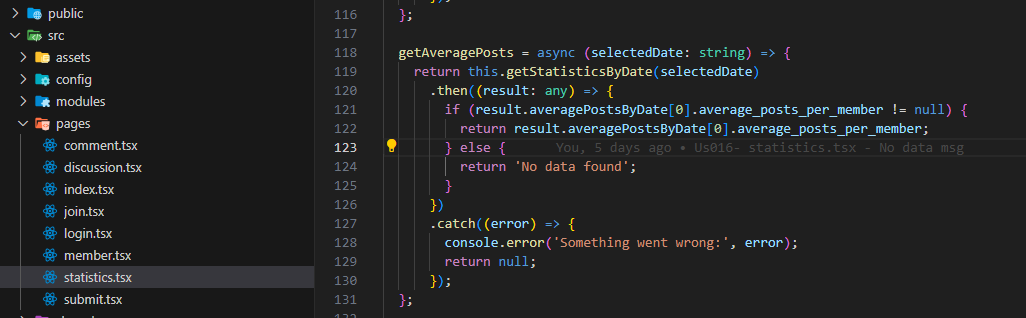 public
src
assets
config
modules
pages
comment.tsx
discussion.tsx
index.tsx
join.tsx
login.tsx
member.tsx
statistics.tsx
submit.tsx
116 };
117
118 getAveragePosts = async (selectedDate: string) => {
119 return this.getStatisticsByDate(selectedDate)
120 .then((result: any) => {
121 if (result.averagePostsByDate[0].average_posts_per_member != null) {
122 return result.averagePostsByDate[0].average_posts_per_member;
123 } else { You, 5 days ago • Us016- statistics.tsx - No data msg
124 return 'No data found';
125 }
126 })
127 .catch((error) => {
128 console.error('Something went wrong:', error);
129 return null;
130 });
131 };